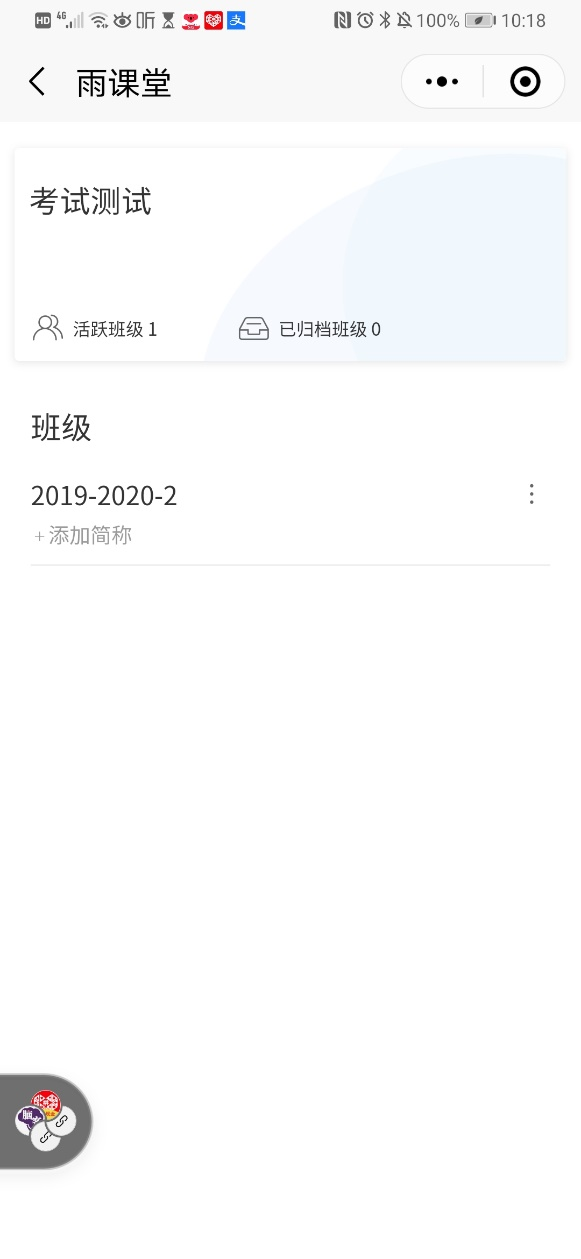 HD 4G 听 支 100% 10:18
雨课堂
考试测试
活跃班级 1 已归档班级 0
班级
2019-2020-2
+ 添加简称